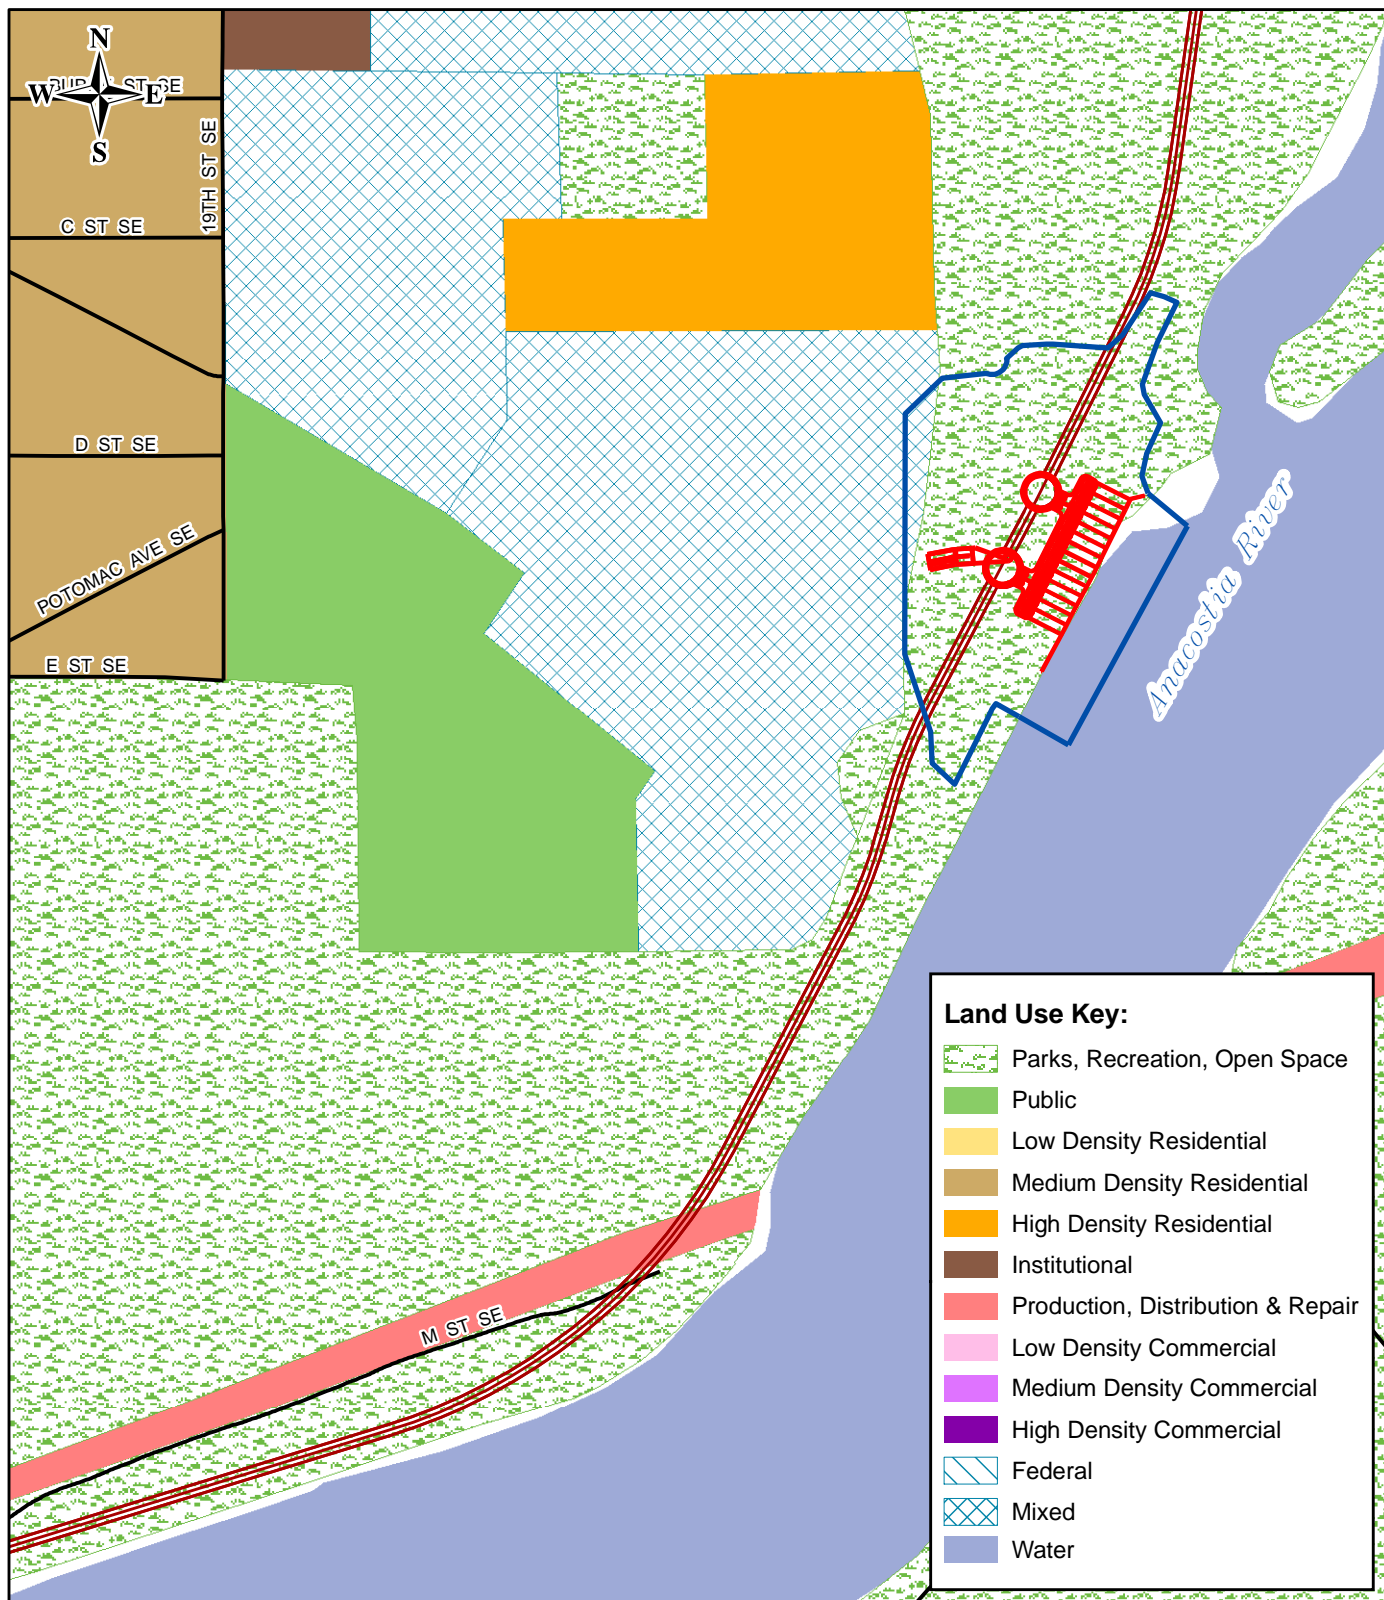 N
W
E
S
ST SE
19TH ST SE
C ST SE
D ST SE
POTOMAC AVE SE
E ST SE
Anacostia River
M ST SE
Land Use Key:
Parks, Recreation, Open Space
Public
Low Density Residential
Medium Density Residential
High Density Residential
Institutional
Production, Distribution & Repair
Low Density Commercial
Medium Density Commercial
High Density Commercial
Federal
Mixed
Water